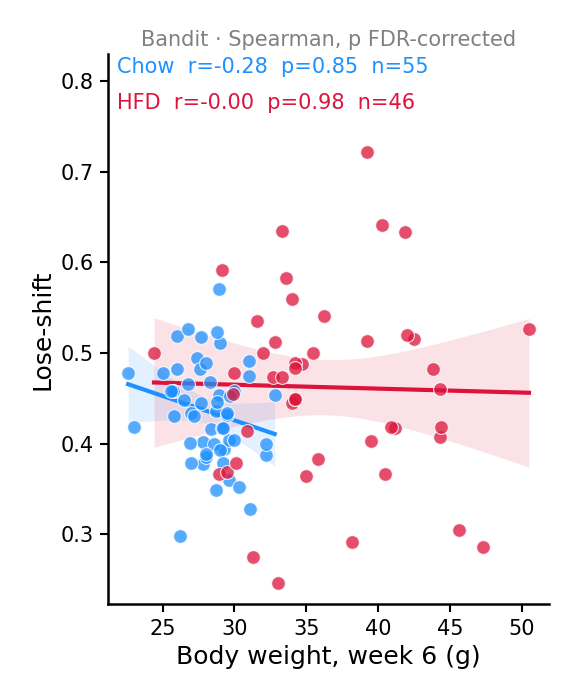 Bandit · Spearman, p FDR-corrected
Chow r=-0.28 p=0.85 n=55
HFD r=-0.00 p=0.98 n=46
0.8
0.7
0.6
0.5
0.4
0.3
Lose-shift
25 30 35 40 45 50
Body weight, week 6 (g)